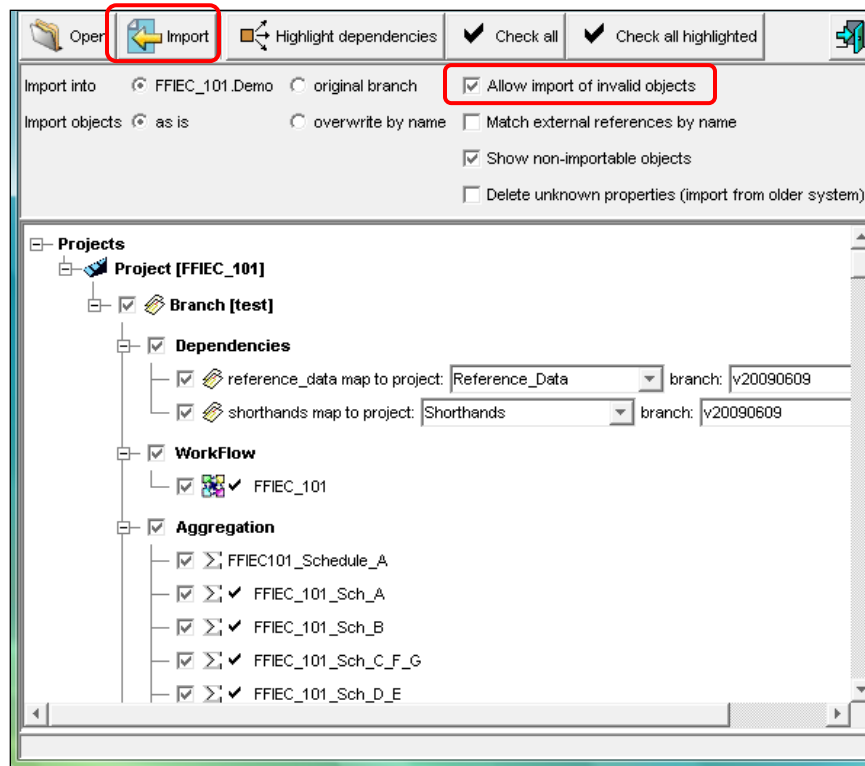 Open Import Highlight dependencies Check all Check all highlighted
Import into FFIEC_101.Demo original branch Allow import of invalid objects
Import objects as is overwrite by name Match external references by name
Show non-importable objects
Delete unknown properties (import from older system)
Projects
Project [FFIEC_101]
Branch [test]
Dependencies
reference_data map to project: Reference_Data branch: v20090609
shorthands map to project: Shorthands branch: v20090609
WorkFlow
FFIEC_101
Aggregation
FFIEC101_Schedule_A
FFIEC_101_Sch_A
FFIEC_101_Sch_B
FFIEC_101_Sch_C_F_G
FFIEC_101_Sch_D_E